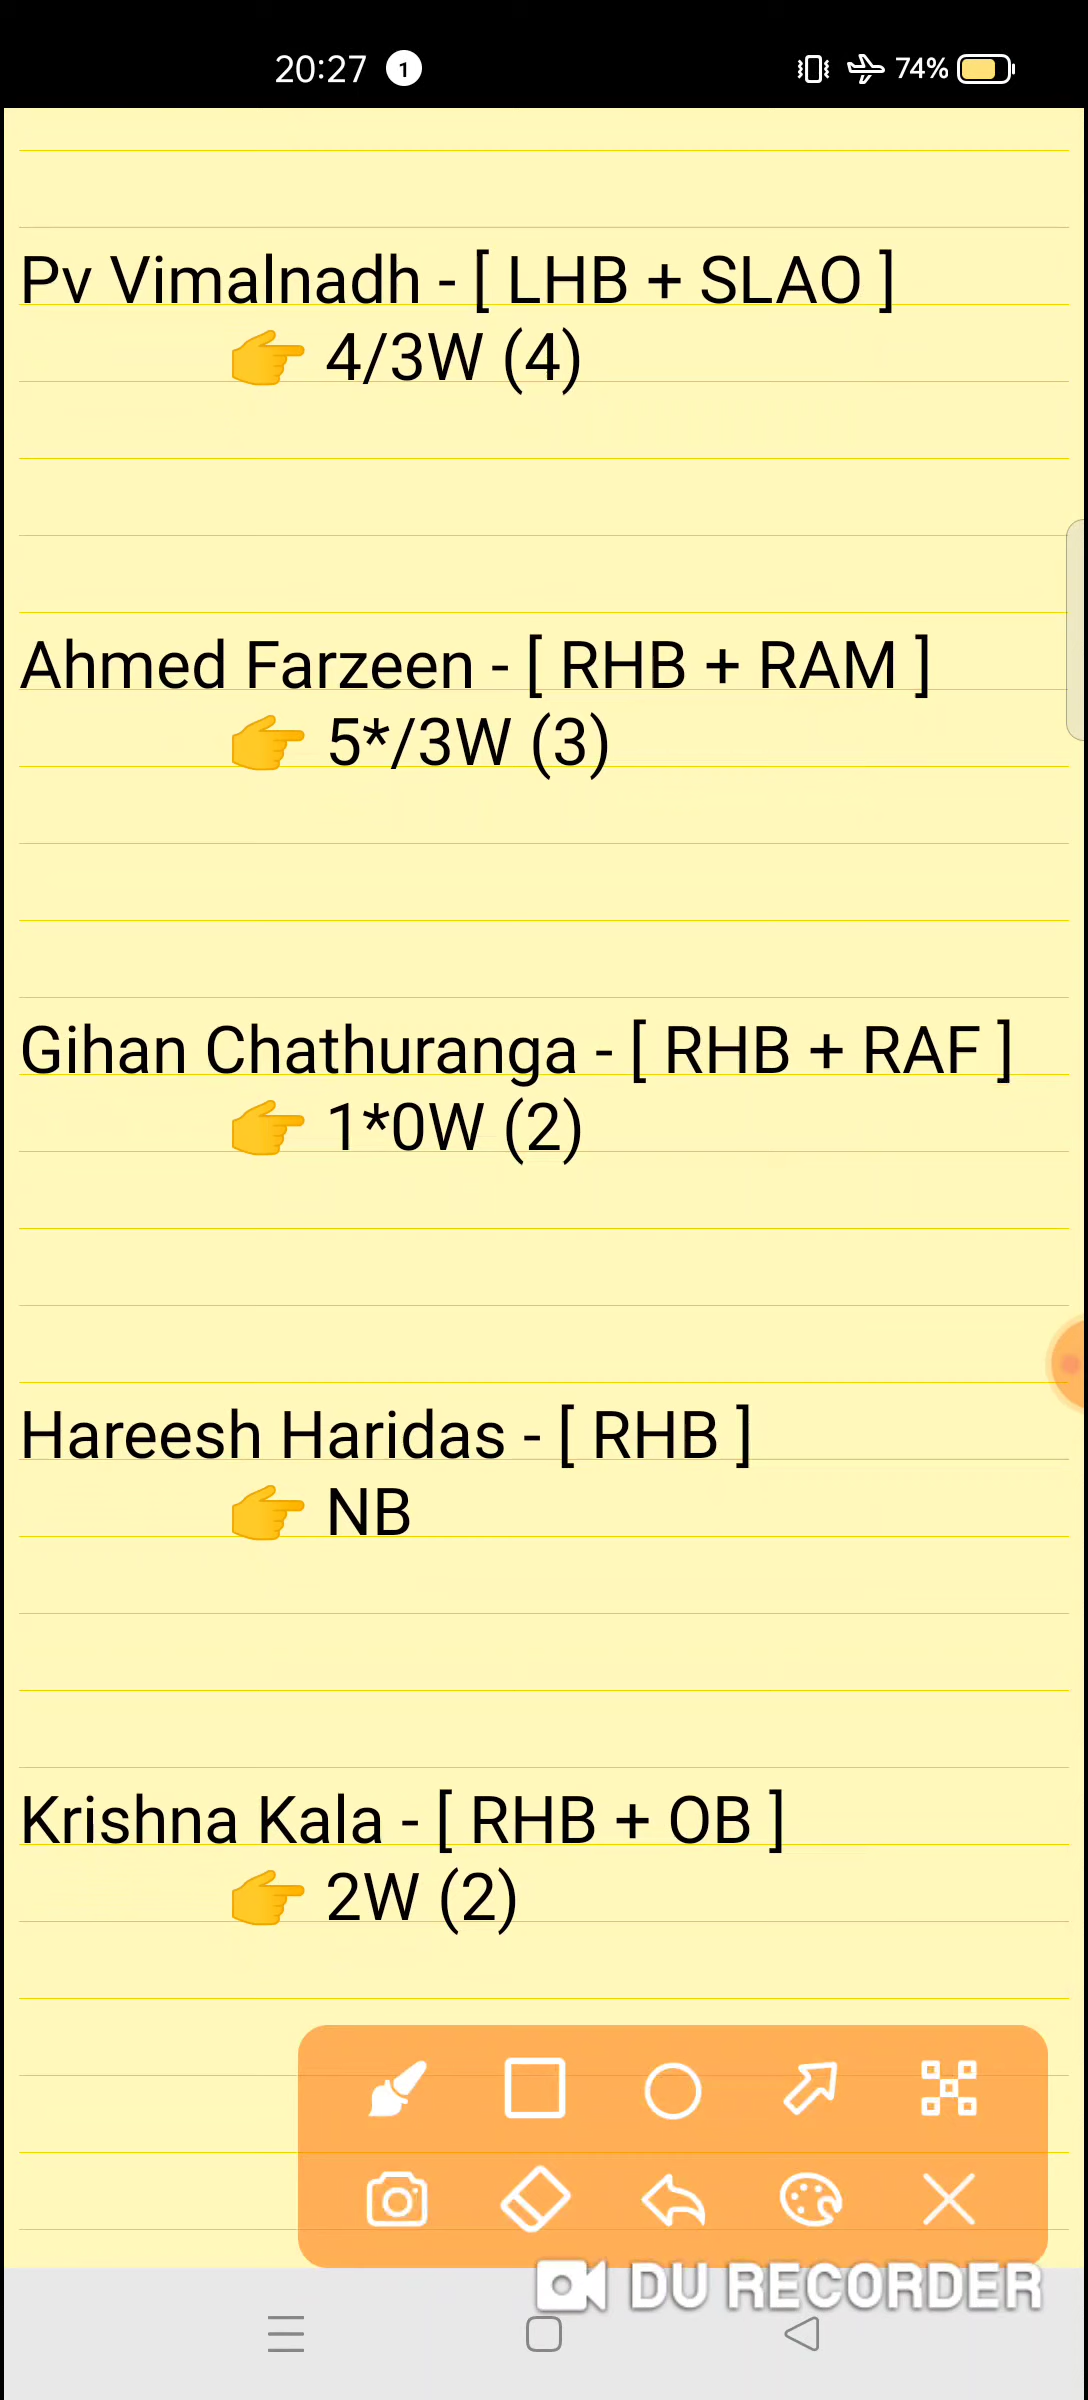 20:27 1 74%
Pv Vimalnadh - [ LHB + SLAO ]
👉 4/3W (4)
Ahmed Farzeen - [ RHB + RAM ]
👉 5*/3W (3)
Gihan Chathuranga - [ RHB + RAF ]
👉 1*0W (2)
Hareesh Haridas - [ RHB ]
👉 NB
Krishna Kala - [ RHB + OB ]
👉 2W (2)
DU RECORDER